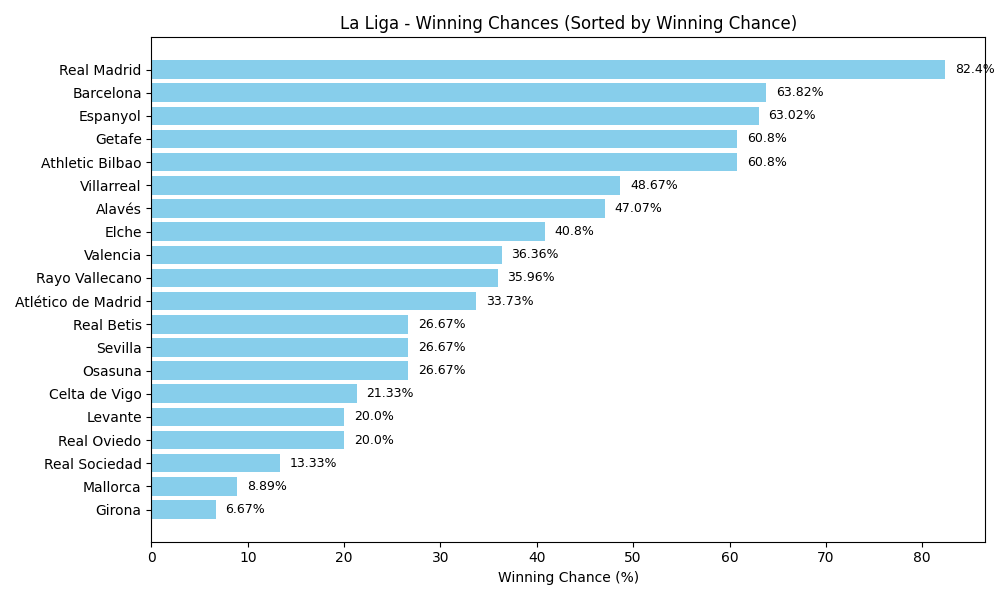 La Liga - Winning Chances (Sorted by Winning Chance)
Real Madrid 82.4%
Barcelona 63.82%
Espanyol 63.02%
Getafe 60.8%
Athletic Bilbao 60.8%
Villarreal 48.67%
Alavés 47.07%
Elche 40.8%
Valencia 36.36%
Rayo Vallecano 35.96%
Atlético de Madrid 33.73%
Real Betis 26.67%
Sevilla 26.67%
Osasuna 26.67%
Celta de Vigo 21.33%
Levante 20.0%
Real Oviedo 20.0%
Real Sociedad 13.33%
Mallorca 8.89%
Girona 6.67%
0 10 20 30 40 50 60 70 80
Winning Chance (%)